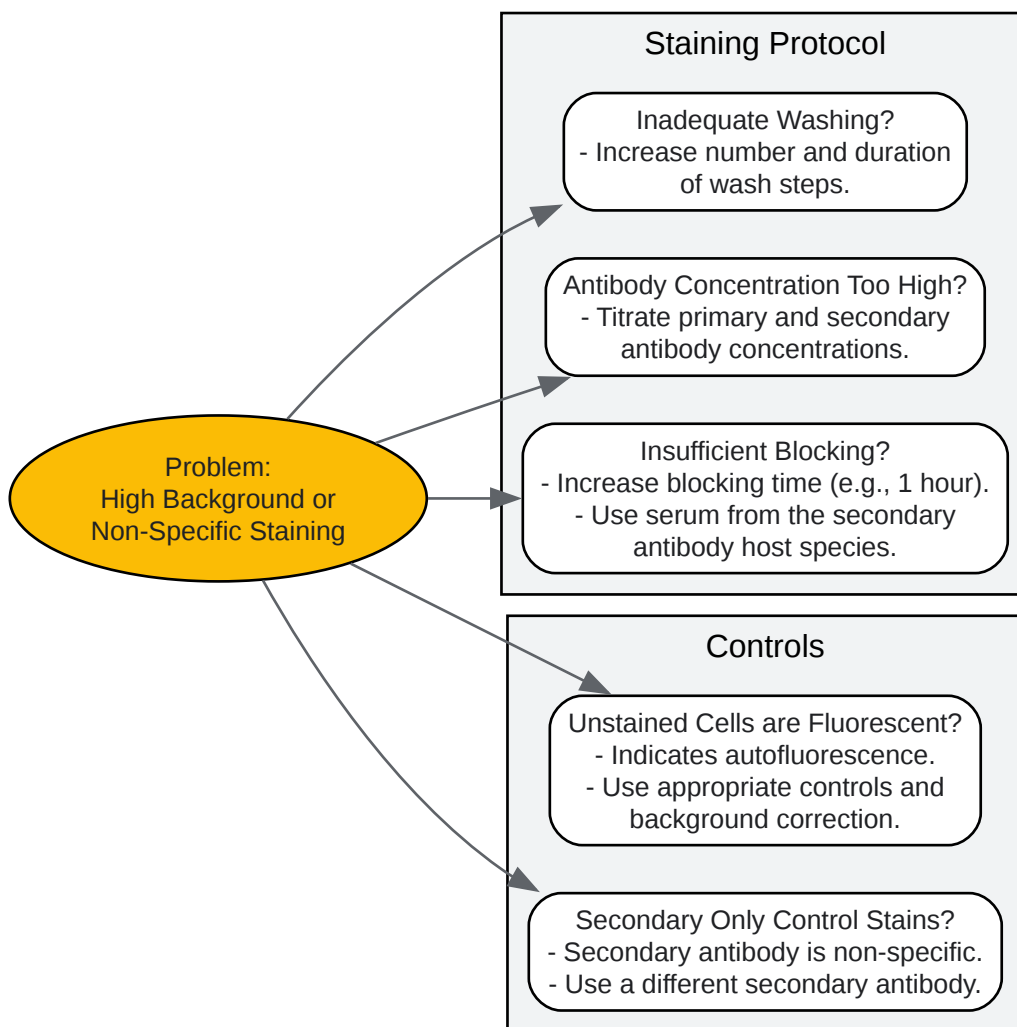 Staining Protocol
Inadequate Washing?
- Increase number and duration
of wash steps.
Antibody Concentration Too High?
- Titrate primary and secondary
antibody concentrations.
Insufficient Blocking?
- Increase blocking time (e.g., 1 hour).
- Use serum from the secondary
antibody host species.
Problem:
High Background or
Non-Specific Staining
Controls
Unstained Cells are Fluorescent?
- Indicates autofluorescence.
- Use appropriate controls and
background correction.
Secondary Only Control Stains?
- Secondary antibody is non-specific.
- Use a different secondary antibody.